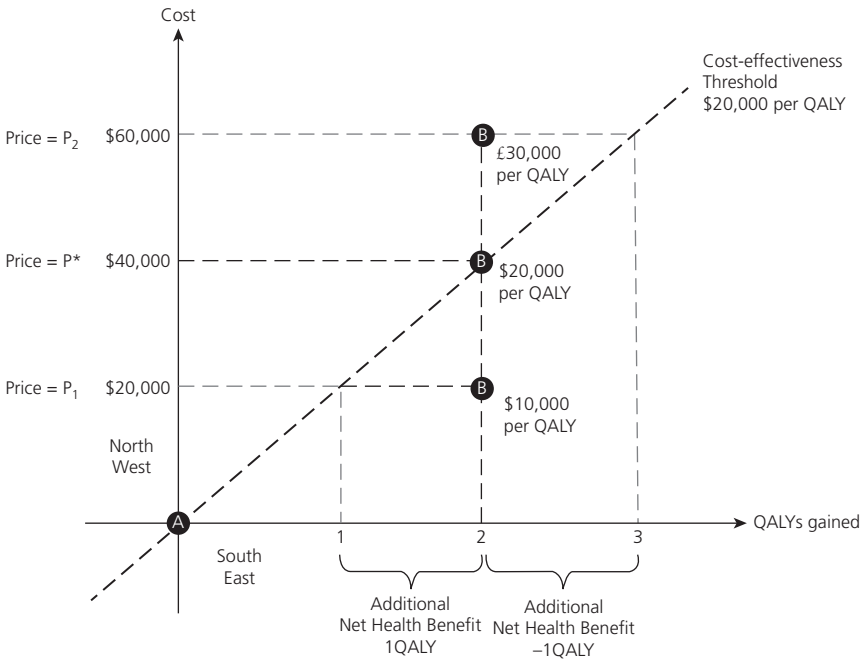 Cost
Cost-effectiveness
Threshold
$20,000 per QALY
Price = P2
$60,000
B
£30,000
per QALY
Price = P*
$40,000
B
$20,000
per QALY
Price = P1
$20,000
B
$10,000
per QALY
North
West
A
1
2
3
QALYs gained
South
East
Additional
Net Health Benefit
1QALY
Additional
Net Health Benefit
–1QALY